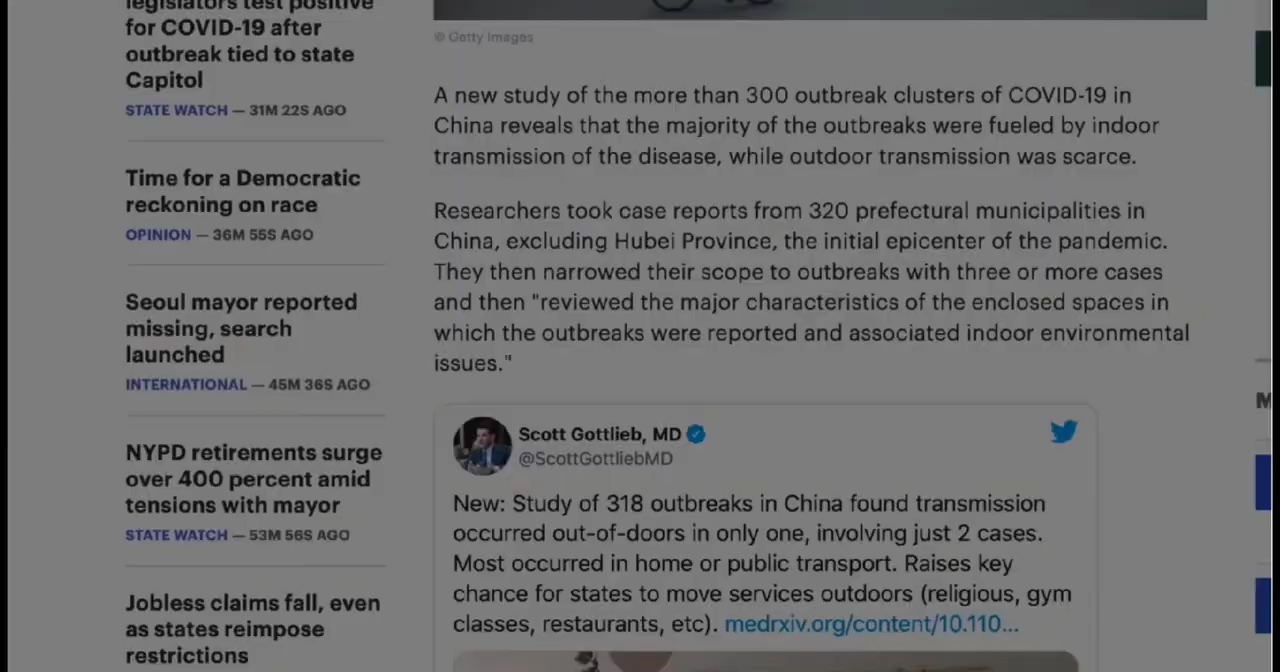 legislators test positive
for COVID-19 after
outbreak tied to state
Capitol
STATE WATCH — 31M 22S AGO
Time for a Democratic
reckoning on race
OPINION — 36M 55S AGO
Seoul mayor reported
missing, search
launched
INTERNATIONAL — 45M 36S AGO
NYPD retirements surge
over 400 percent amid
tensions with mayor
STATE WATCH — 53M 56S AGO
Jobless claims fall, even
as states reimpose
restrictions
© Getty Images
A new study of the more than 300 outbreak clusters of COVID-19 in
China reveals that the majority of the outbreaks were fueled by indoor
transmission of the disease, while outdoor transmission was scarce.
Researchers took case reports from 320 prefectural municipalities in
China, excluding Hubei Province, the initial epicenter of the pandemic.
They then narrowed their scope to outbreaks with three or more cases
and then "reviewed the major characteristics of the enclosed spaces in
which the outbreaks were reported and associated indoor environmental
issues."
Scott Gottlieb, MD
@ScottGottliebMD
New: Study of 318 outbreaks in China found transmission
occurred out-of-doors in only one, involving just 2 cases.
Most occurred in home or public transport. Raises key
chance for states to move services outdoors (religious, gym
classes, restaurants, etc). medrxiv.org/content/10.110...
M